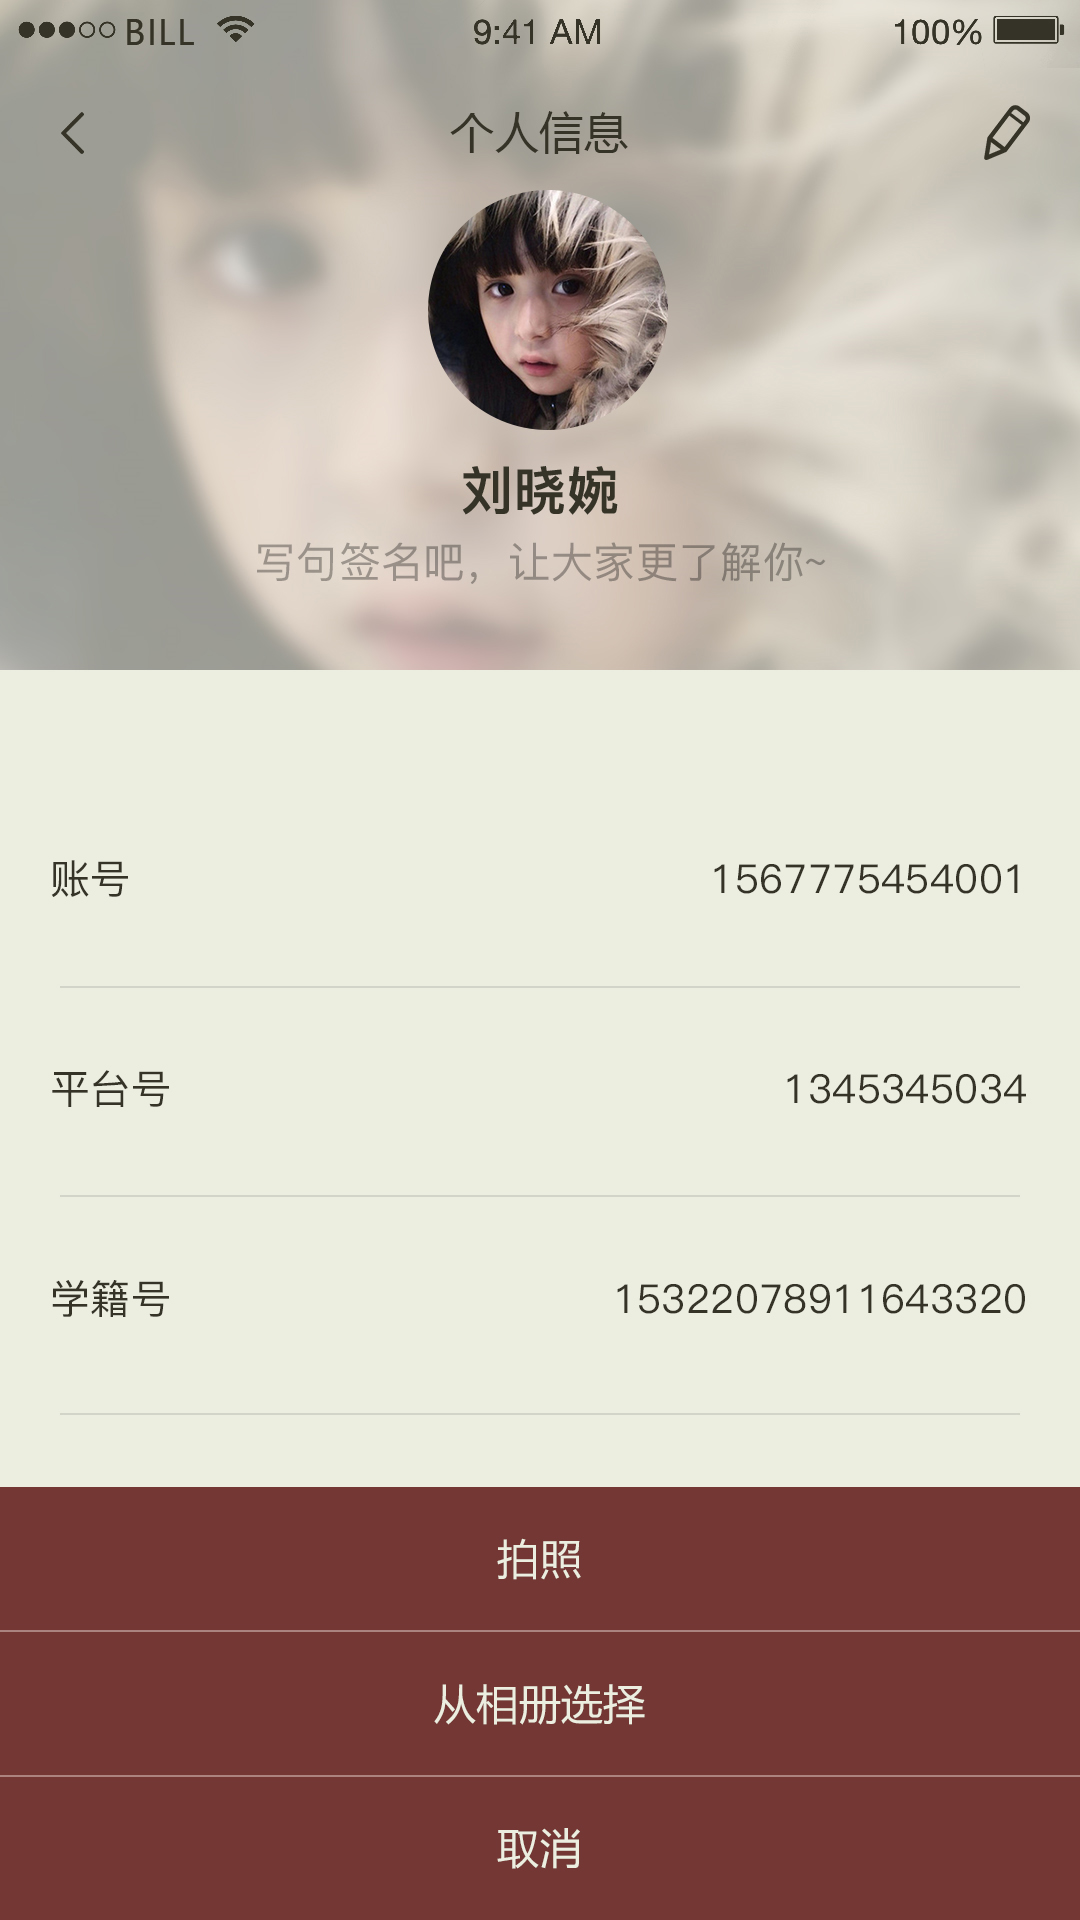 BILL 9:41 AM 100%
个人信息
刘晓婉
写句签名吧，让大家更了解你~
账号 1567775454001
平台号 1345345034
学籍号 15322078911643320
拍照
从相册选择
取消